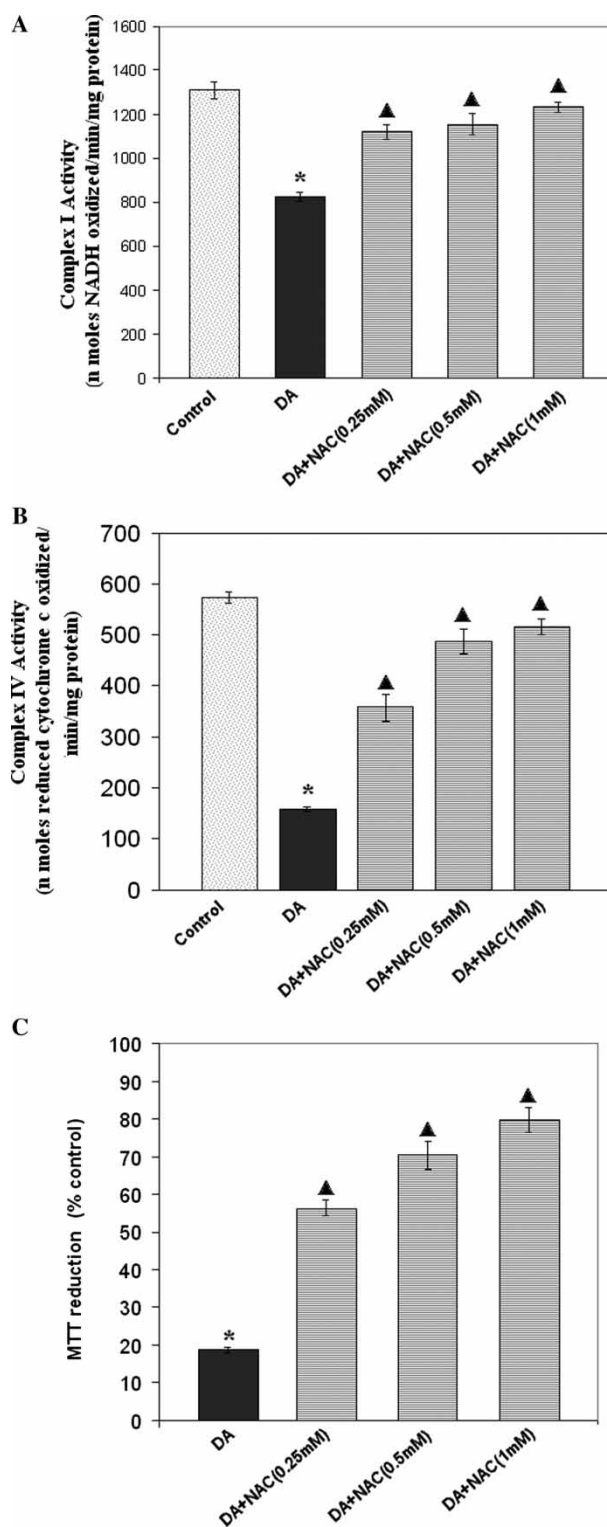 A
Complex I Activity
(n moles NADH oxidized/min/mg protein)
1600
1400
1200
1000
800
600
400
200
0
*
Control
DA
DA+NAC(0.25mM)
DA+NAC(0.5mM)
DA+NAC(1mM)
B
Complex IV Activity
(n moles reduced cytochrome c oxidized/
min/mg protein)
700
600
500
400
300
200
100
0
*
Control
DA
DA+NAC(0.25mM)
DA+NAC(0.5mM)
DA+NAC(1mM)
C
MTT reduction (% control)
100
90
80
70
60
50
40
30
20
10
0
*
DA
DA+NAC(0.25mM)
DA+NAC(0.5mM)
DA+NAC(1mM)